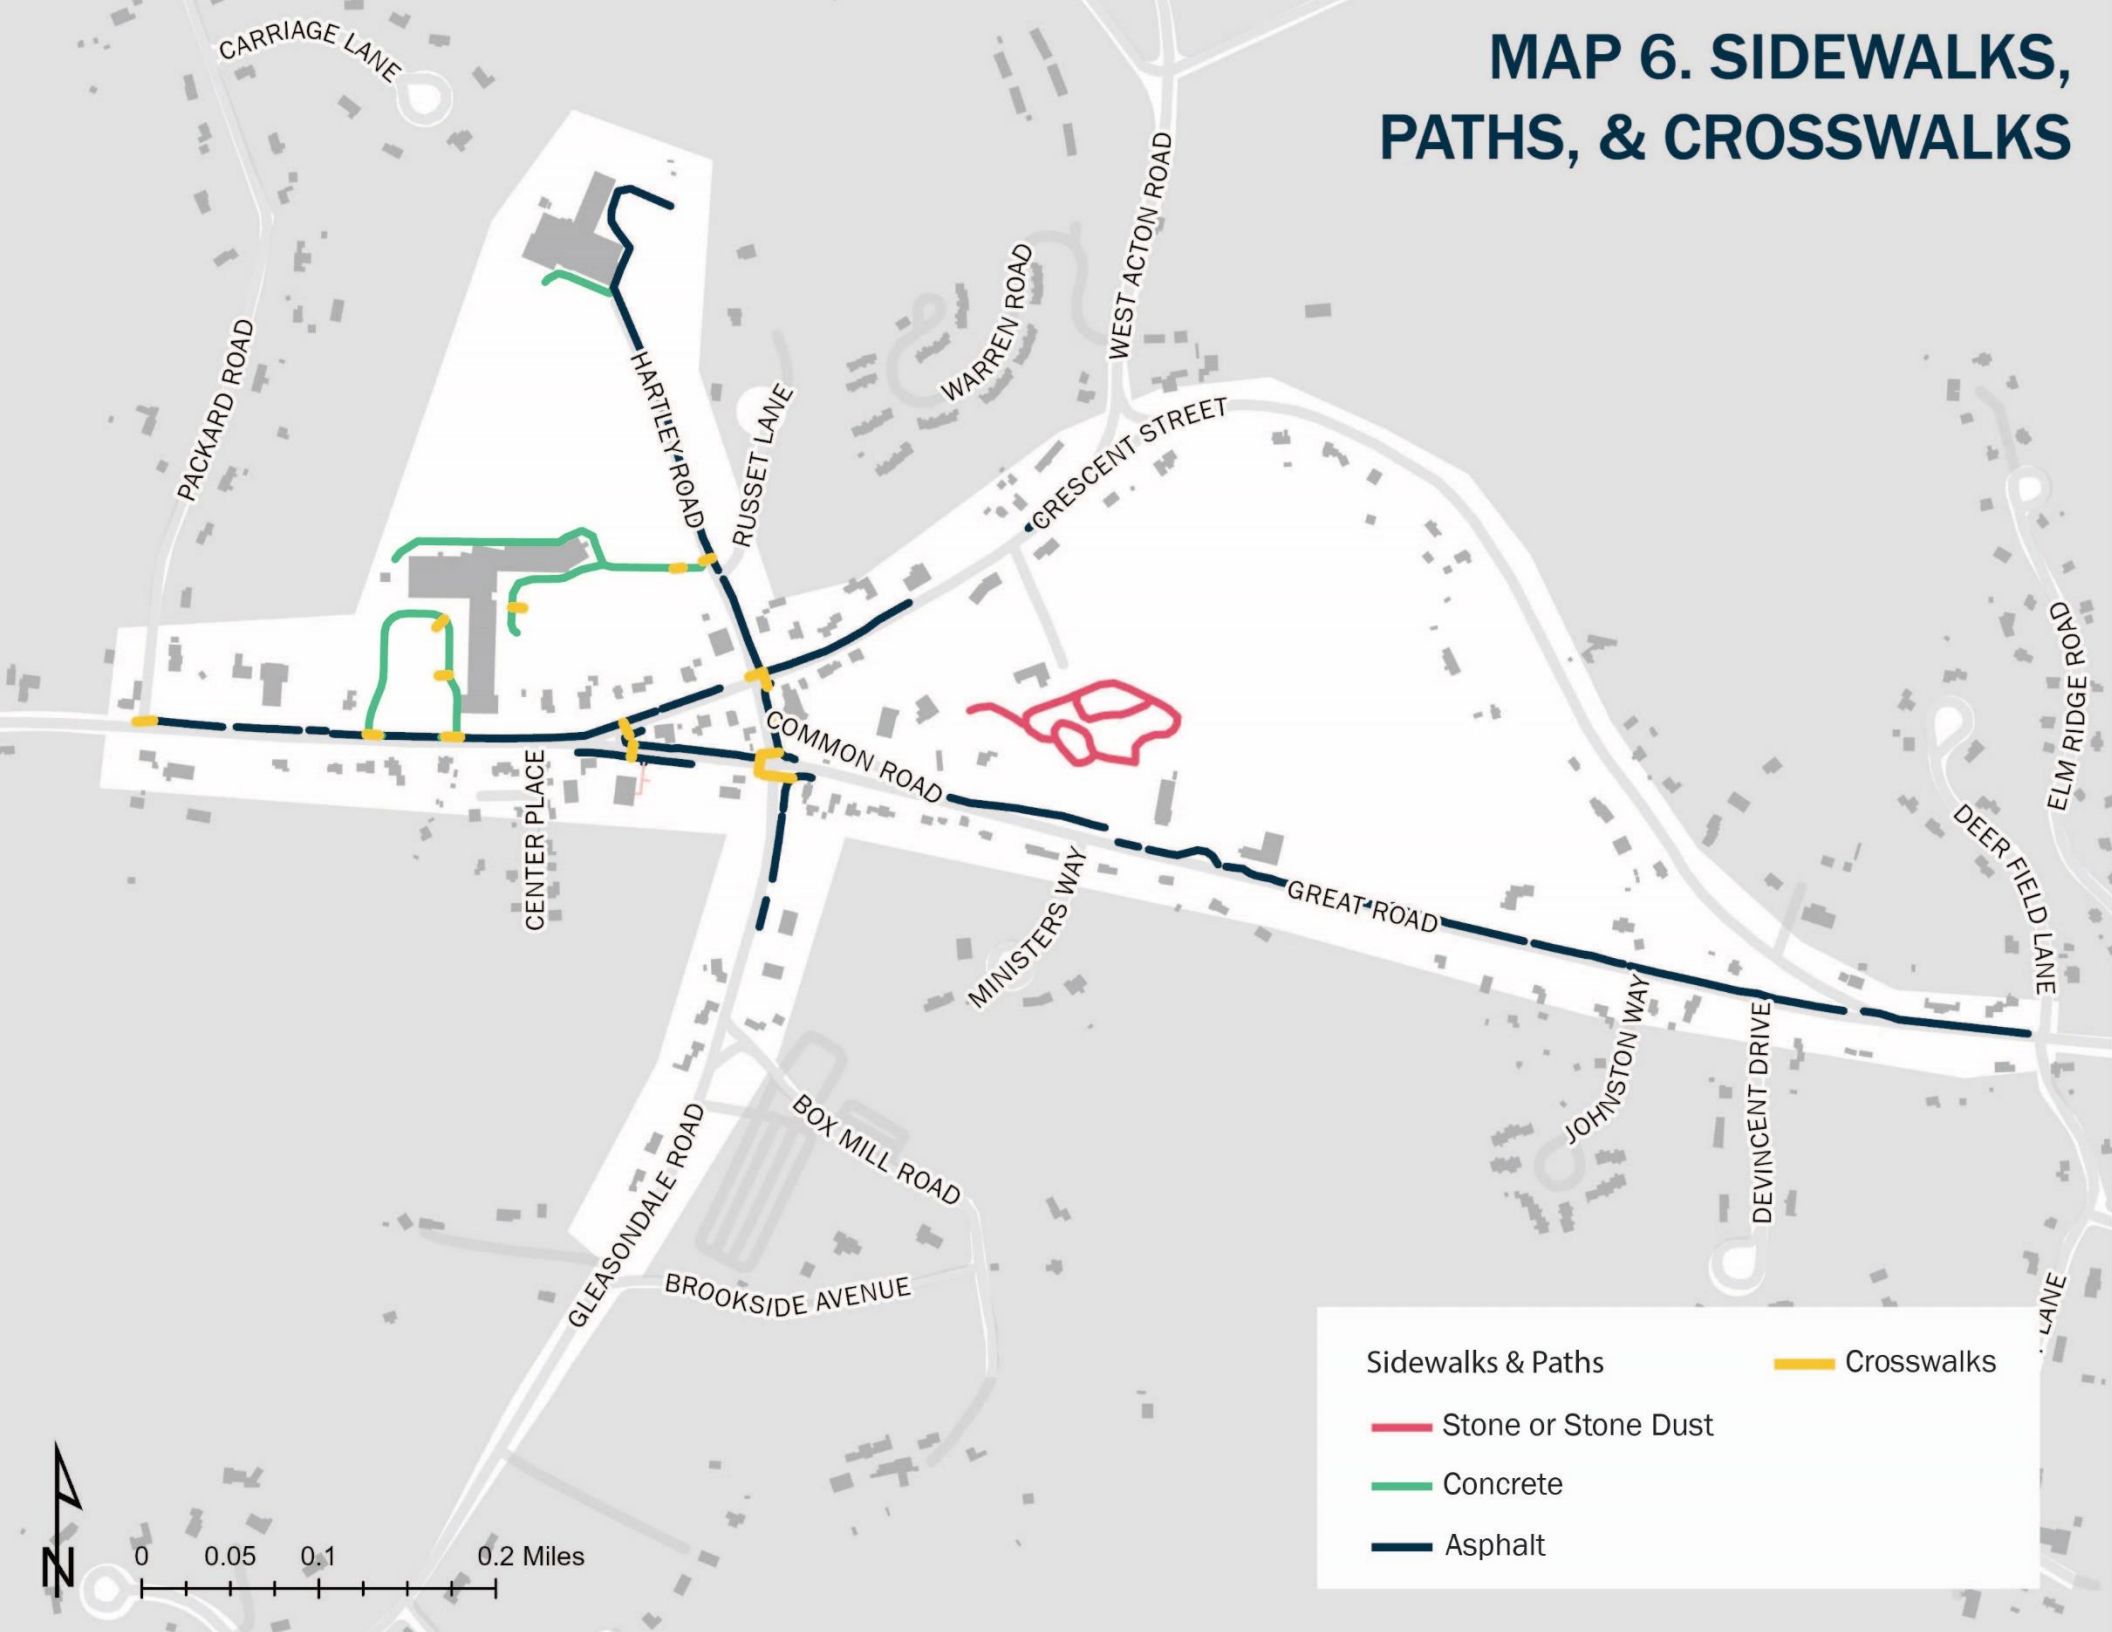 MAP 6. SIDEWALKS,
PATHS, & CROSSWALKS
CARRIAGE LANE
WEST ACTON ROAD
WARREN ROAD
PACKARD ROAD
HARTLEY ROAD
RUSSET LANE
CRESCENT STREET
COMMON ROAD
CENTER PLACE
MINISTERS WAY
GREAT ROAD
ELM RIDGE ROAD
DEER FIELD LANE
JOHNSTON WAY
DEVINCENT DRIVE
BOX MILL ROAD
GLEASONDALE ROAD
BROOKSIDE AVENUE
LANE
Sidewalks & Paths
Crosswalks
Stone or Stone Dust
Concrete
Asphalt
N
0 0.05 0.1 0.2 Miles